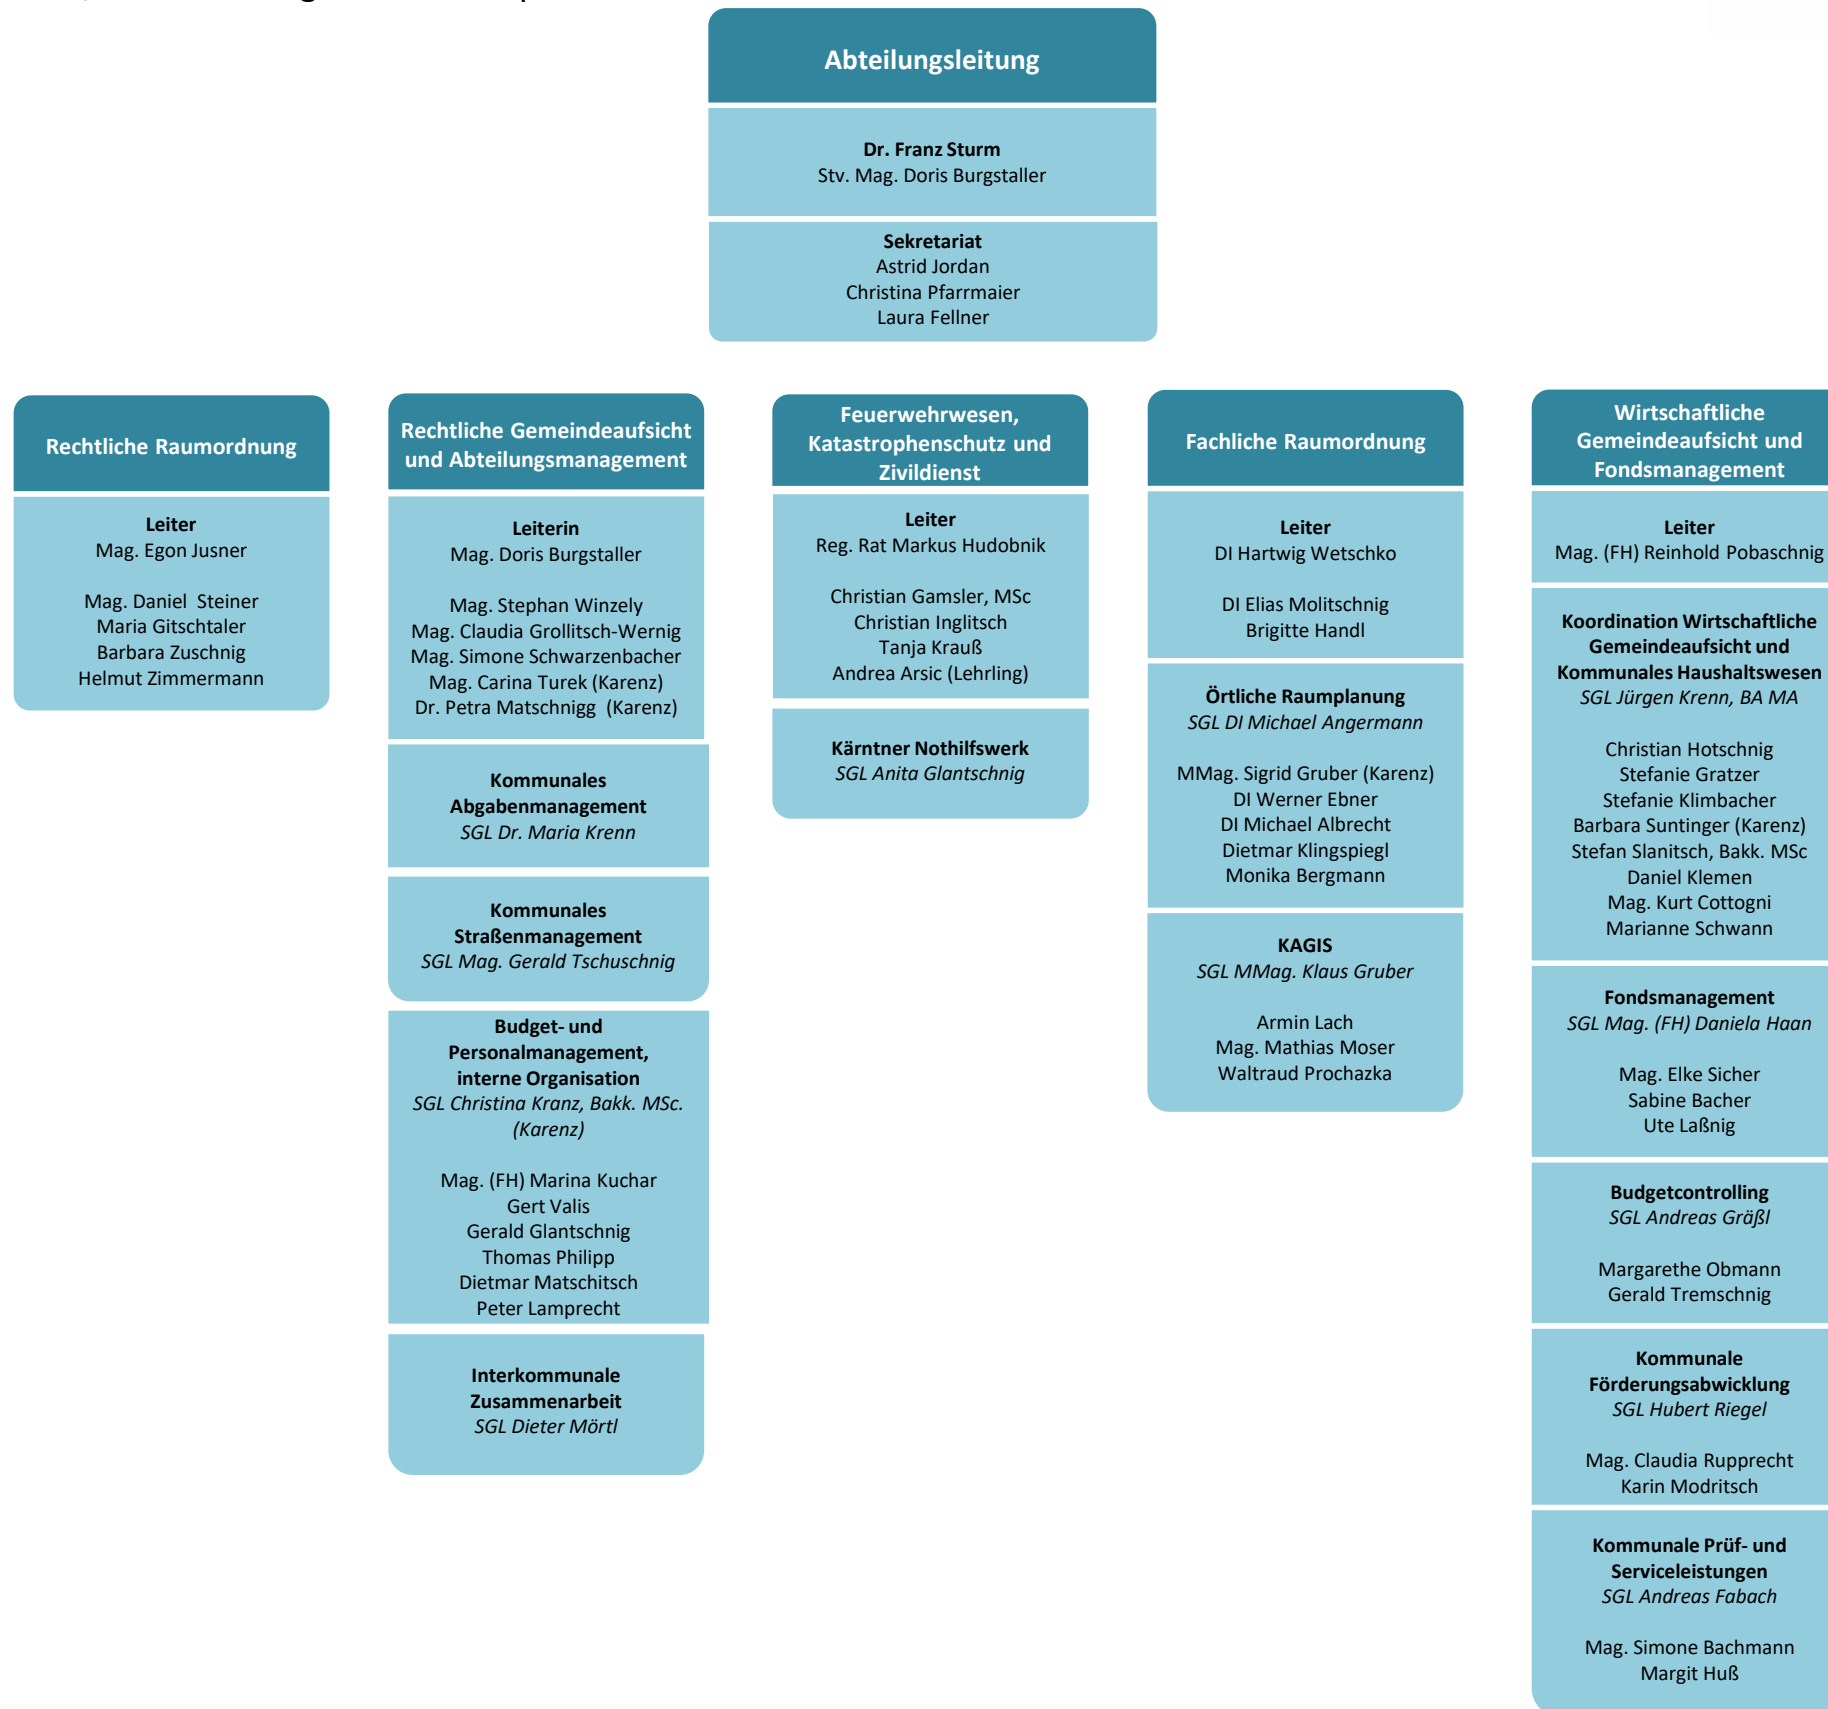 Abteilungsleitung
Dr. Franz Sturm
Stv. Mag. Doris Burgstaller
Sekretariat
Astrid Jordan
Christina Pfarrmaier
Laura Fellner
Rechtliche Raumordnung
Leiter
Mag. Egon Jusner
Mag. Daniel  Steiner
Maria Gitschtaler
Barbara Zuschnig
Helmut Zimmermann
Rechtliche Gemeindeaufsicht
und Abteilungsmanagement
Leiterin
Mag. Doris Burgstaller
Mag. Stephan Winzely
Mag. Claudia Grollitsch-Wernig
Mag. Simone Schwarzenbacher
Mag. Carina Turek (Karenz)
Dr. Petra Matschnigg  (Karenz)
Kommunales
Abgabenmanagement
SGL Dr. Maria Krenn
Kommunales
Straßenmanagement
SGL Mag. Gerald Tschuschnig
Budget- und
Personalmanagement,
interne Organisation
SGL Christina Kranz, Bakk. MSc.
(Karenz)
Mag. (FH) Marina Kuchar
Gert Valis
Gerald Glantschnig
Thomas Philipp
Dietmar Matschitsch
Peter Lamprecht
Interkommunale
Zusammenarbeit
SGL Dieter Mörtl
Feuerwehrwesen,
Katastrophenschutz und
Zivildienst
Leiter
Reg. Rat Markus Hudobnik
Christian Gamsler, MSc
Christian Inglitsch
Tanja Krauß
Andrea Arsic (Lehrling)
Kärntner Nothilfswerk
SGL Anita Glantschnig
Fachliche Raumordnung
Leiter
DI Hartwig Wetschko
DI Elias Molitschnig
Brigitte Handl
Örtliche Raumplanung
SGL DI Michael Angermann
MMag. Sigrid Gruber (Karenz)
DI Werner Ebner
DI Michael Albrecht
Dietmar Klingspiegl
Monika Bergmann
KAGIS
SGL MMag. Klaus Gruber
Armin Lach
Mag. Mathias Moser
Waltraud Prochazka
Wirtschaftliche
Gemeindeaufsicht und
Fondsmanagement
Leiter
Mag. (FH) Reinhold Pobaschnig
Koordination Wirtschaftliche
Gemeindeaufsicht und
Kommunales Haushaltswesen
SGL Jürgen Krenn, BA MA
Christian Hotschnig
Stefanie Gratzer
Stefanie Klimbacher
Barbara Suntinger (Karenz)
Stefan Slanitsch, Bakk. MSc
Daniel Klemen
Mag. Kurt Cottogni
Marianne Schwann
Fondsmanagement
SGL Mag. (FH) Daniela Haan
Mag. Elke Sicher
Sabine Bacher
Ute Laßnig
Budgetcontrolling
SGL Andreas Gräßl
Margarethe Obmann
Gerald Tremschnig
Kommunale
Förderungsabwicklung
SGL Hubert Riegel
Mag. Claudia Rupprecht
Karin Modritsch
Kommunale Prüf- und
Serviceleistungen
SGL Andreas Fabach
Mag. Simone Bachmann
Margit Huß